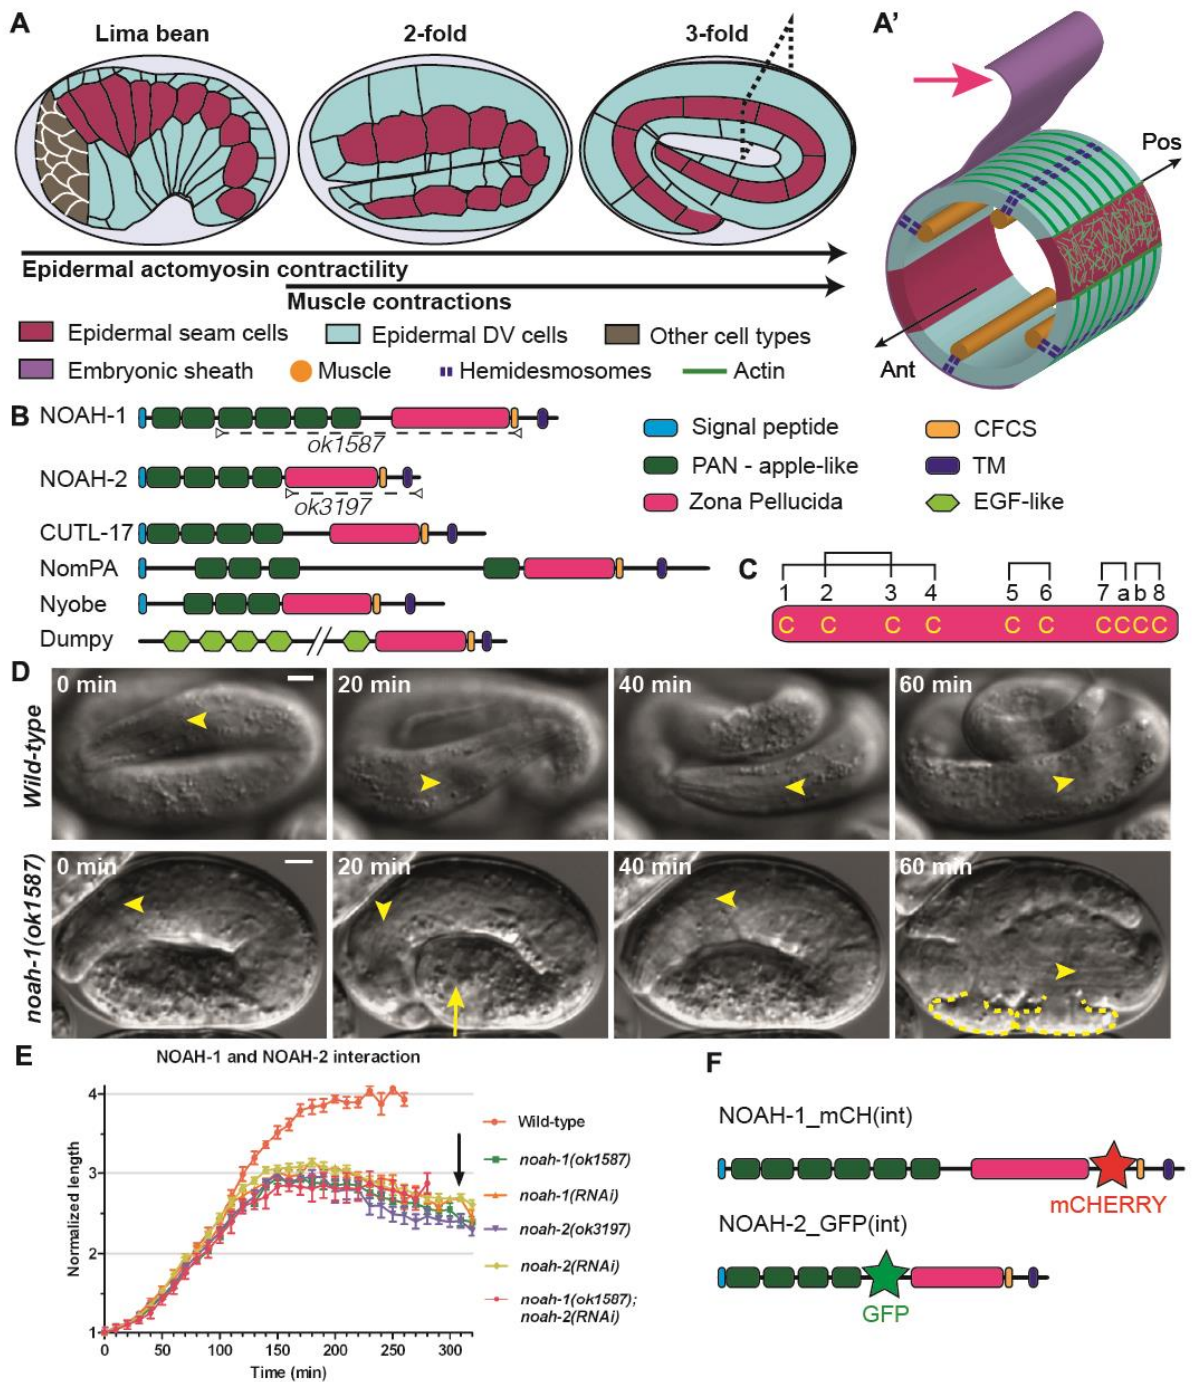 A
Lima bean
2-fold
3-fold
A'
Pos
Ant
Epidermal actomyosin contractility
Muscle contractions
Epidermal seam cells
Epidermal DV cells
Other cell types
Embryonic sheath
Muscle
Hemidesmosomes
Actin
B
NOAH-1
ok1587
NOAH-2
ok3197
CUTL-17
NomPA
Nyobe
Dumpy
Signal peptide
CFCS
PAN - apple-like
TM
Zona Pellucida
EGF-like
C
1 2 3 4 5 6 7 a b 8
C C C C C C C C C C
D
Wild-type
0 min
20 min
40 min
60 min
noah-1(ok1587)
0 min
20 min
40 min
60 min
E
NOAH-1 and NOAH-2 interaction
Normalized length
4
3
2
1
0 50 100 150 200 250 300
Time (min)
Wild-type
noah-1(ok1587)
noah-1(RNAi)
noah-2(ok3197)
noah-2(RNAi)
noah-1(ok1587);
noah-2(RNAi)
F
NOAH-1_mCH(int)
mCHERRY
NOAH-2_GFP(int)
GFP